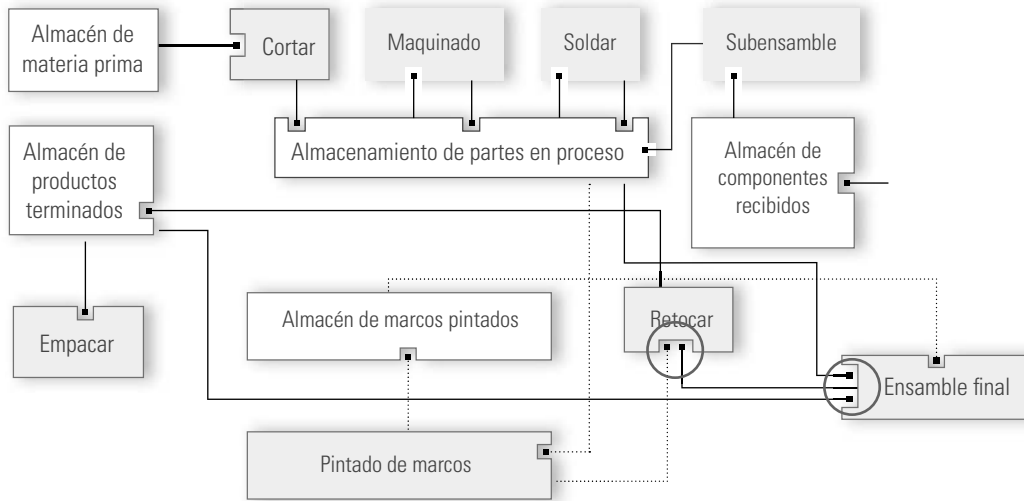 Almacén de
materia prima
Cortar
Maquinado
Soldar
Subensamble
Almacenamiento de partes en proceso
Almacén de
componentes
recibidos
Almacén de
productos
terminados
Empacar
Almacén de marcos pintados
Retocar
Ensamble final
Pintado de marcos